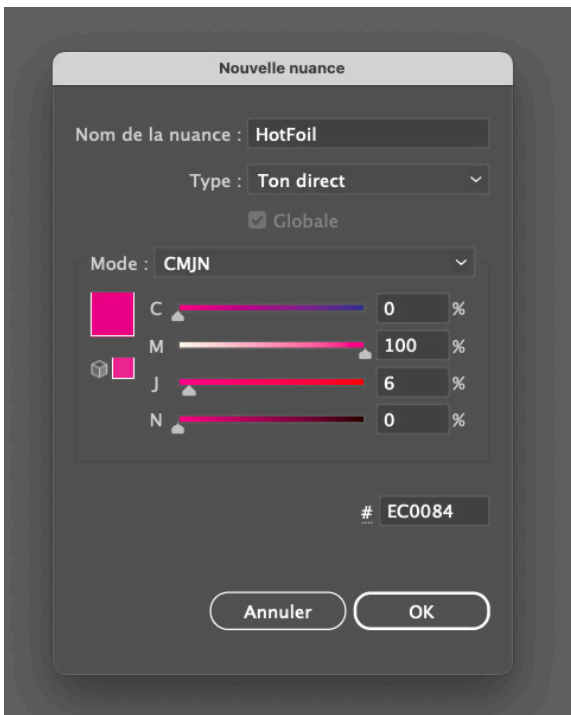 Nouvelle nuance
Nom de la nuance : HotFoil
Type : Ton direct
Globale
Mode : CMJN
C 0 %
M 100 %
J 6 %
N 0 %
# EC0084
Annuler OK